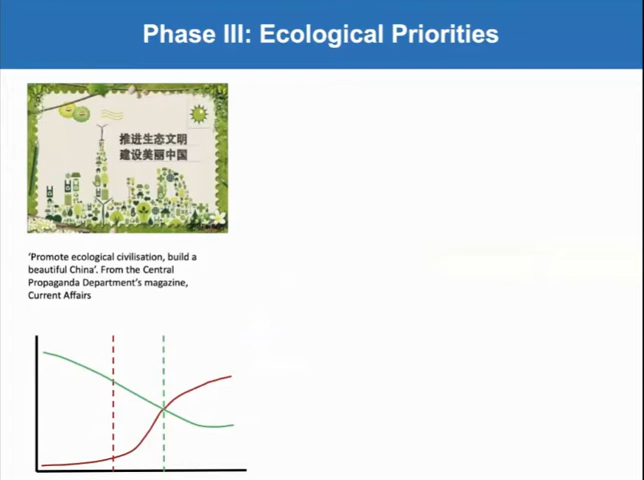 Phase III: Ecological Priorities
推进生态文明
建设美丽中国
'Promote ecological civilisation, build a
beautiful China'. From the Central
Propaganda Department's magazine,
Current Affairs